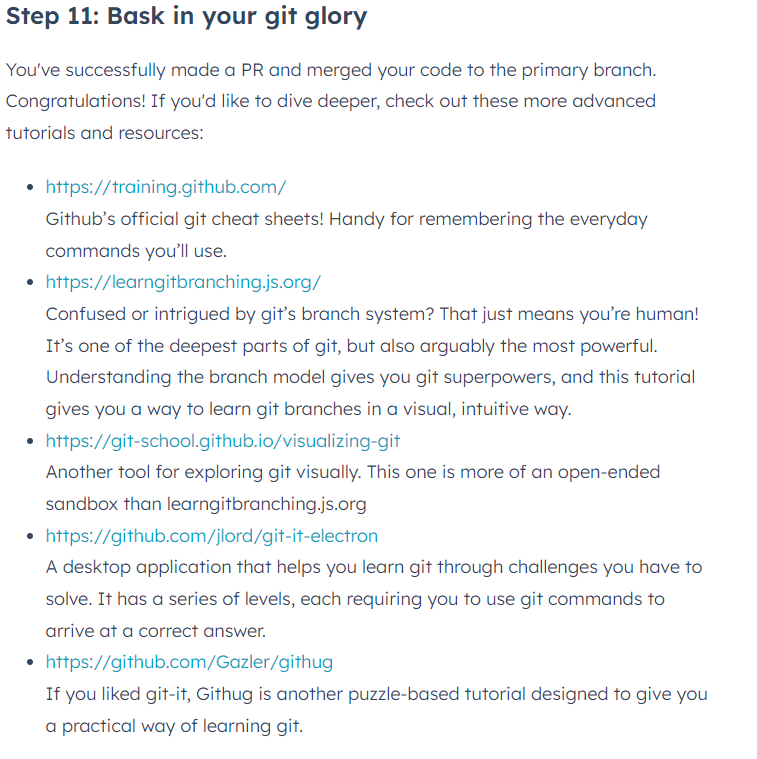 Step 11: Bask in your git glory
You've successfully made a PR and merged your code to the primary branch.
Congratulations! If you'd like to dive deeper, check out these more advanced
tutorials and resources:
• https://training.github.com/
Github’s official git cheat sheets! Handy for remembering the everyday
commands you’ll use.
• https://learngitbranching.js.org/
Confused or intrigued by git’s branch system? That just means you’re human!
It’s one of the deepest parts of git, but also arguably the most powerful.
Understanding the branch model gives you git superpowers, and this tutorial
gives you a way to learn git branches in a visual, intuitive way.
• https://git-school.github.io/visualizing-git
Another tool for exploring git visually. This one is more of an open-ended
sandbox than learngitbranching.js.org
• https://github.com/jlord/git-it-electron
A desktop application that helps you learn git through challenges you have to
solve. It has a series of levels, each requiring you to use git commands to
arrive at a correct answer.
• https://github.com/Gazler/githug
If you liked git-it, Githug is another puzzle-based tutorial designed to give you
a practical way of learning git.